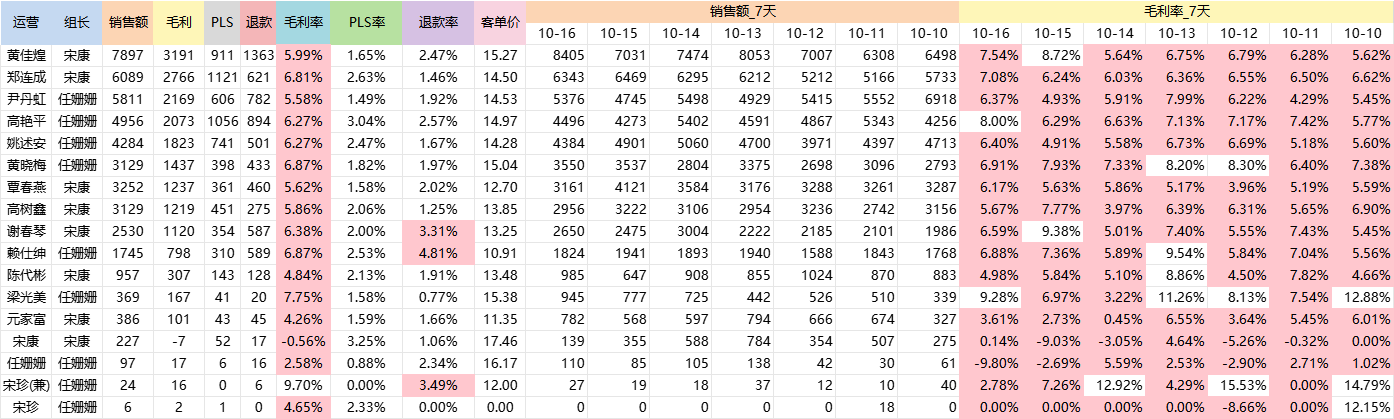 运营 组长 销售额 毛利 PLS 退款 毛利率 PLS率 退款率 客单价 销售额_7天 毛利率_7天
10-16 10-15 10-14 10-13 10-12 10-11 10-10 10-16 10-15 10-14 10-13 10-12 10-11 10-10
黄佳煌 宋康 7897 3191 911 1363 5.99% 1.65% 2.47% 15.27 8405 7031 7474 8053 7007 6308 6498 7.54% 8.72% 5.64% 6.75% 6.79% 6.28% 5.62%
郑连成 宋康 6089 2766 1121 621 6.81% 2.63% 1.46% 14.50 6343 6469 6295 6212 5212 5166 5733 7.08% 6.24% 6.03% 6.36% 6.55% 6.50% 6.62%
尹丹虹 任姗姗 5811 2169 606 782 5.58% 1.49% 1.92% 14.53 5376 4745 5498 4929 5415 5552 6918 6.37% 4.93% 5.91% 7.99% 6.22% 4.29% 5.45%
高艳平 任姗姗 4956 2073 1056 894 6.27% 3.04% 2.57% 14.97 4496 4273 5402 4591 4867 5343 4256 8.00% 6.29% 6.63% 7.13% 7.17% 7.42% 5.77%
姚述安 任姗姗 4284 1823 741 501 6.27% 2.47% 1.67% 14.28 4384 4901 5060 4700 3971 4397 4713 6.40% 4.91% 5.58% 6.73% 6.69% 5.18% 5.60%
黄晓梅 任姗姗 3129 1437 398 433 6.87% 1.82% 1.97% 15.04 3550 3537 2804 3375 2698 3096 2793 6.91% 7.93% 7.33% 8.20% 8.30% 6.40% 7.38%
覃春燕 宋康 3252 1237 361 460 5.62% 1.58% 2.02% 12.70 3161 4121 3584 3176 3288 3261 3287 6.17% 5.63% 5.86% 5.17% 3.96% 5.19% 5.59%
高树鑫 宋康 3129 1219 451 275 5.86% 2.06% 1.25% 13.85 2956 3222 3106 2954 3236 2742 3156 5.67% 7.77% 3.97% 6.39% 6.31% 5.65% 6.90%
谢春琴 宋康 2530 1120 354 587 6.38% 2.00% 3.31% 13.25 2650 2475 3004 2222 2185 2101 1986 6.59% 9.38% 5.01% 7.40% 5.55% 7.43% 5.45%
赖仕绅 任姗姗 1745 798 310 589 6.87% 2.53% 4.81% 10.91 1824 1941 1893 1940 1588 1843 1768 6.88% 7.36% 5.89% 9.54% 5.84% 7.04% 5.56%
陈代彬 宋康 957 307 143 128 4.84% 2.13% 1.91% 13.48 985 647 908 855 1024 870 883 4.98% 5.84% 5.10% 8.86% 4.50% 7.82% 4.66%
梁光美 任姗姗 369 167 41 20 7.75% 1.58% 0.77% 15.38 945 777 725 442 526 510 339 9.28% 6.97% 3.22% 11.26% 8.13% 7.54% 12.88%
元家富 宋康 386 101 43 45 4.26% 1.59% 1.66% 11.35 782 568 597 794 666 674 327 3.61% 2.73% 0.45% 6.55% 3.64% 5.45% 6.01%
宋康 宋康 227 -7 52 17 -0.56% 3.25% 1.06% 17.46 139 355 588 784 354 507 275 0.14% -9.03% -3.05% 4.64% -5.26% -0.32% 0.00%
任姗姗 任姗姗 97 17 6 16 2.58% 0.88% 2.34% 16.17 110 85 105 138 42 30 61 -9.80% -2.69% 5.59% 2.53% -2.90% 2.71% 1.02%
宋珍(兼) 任姗姗 24 16 0 6 9.70% 0.00% 3.49% 12.00 27 19 18 37 12 10 40 2.78% 7.26% 12.92% 4.29% 15.53% 0.00% 14.79%
宋珍 任姗姗 6 2 1 0 4.65% 2.33% 0.00% 0.00 0 0 0 0 0 18 0 0.00% 0.00% 0.00% 0.00% -8.66% 0.00% 12.15%